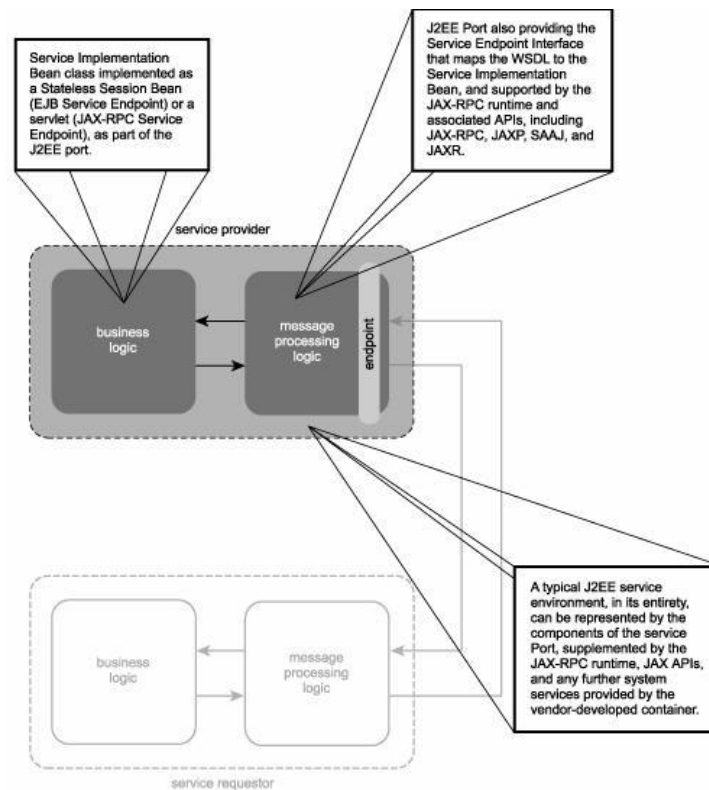 Service Implementation
Bean class implemented as
a Stateless Session Bean
(EJB Service Endpoint) or a
servlet (JAX-RPC Service
Endpoint), as part of the
J2EE port.
J2EE Port also providing the
Service Endpoint Interface
that maps the WSDL to the
Service Implementation
Bean, and supported by the
JAX-RPC runtime and
associated APIs, including
JAX-RPC, JAXP, SAAJ, and
JAXR.
service provider
business
logic
message
processing
logic
endpoint
A typical J2EE service
environment, in its entirety,
can be represented by the
components of the service
Port, supplemented by the
JAX-RPC runtime, JAX APIs,
and any further system
services provided by the
vendor-developed container.
business
logic
message
processing
logic
service requestor